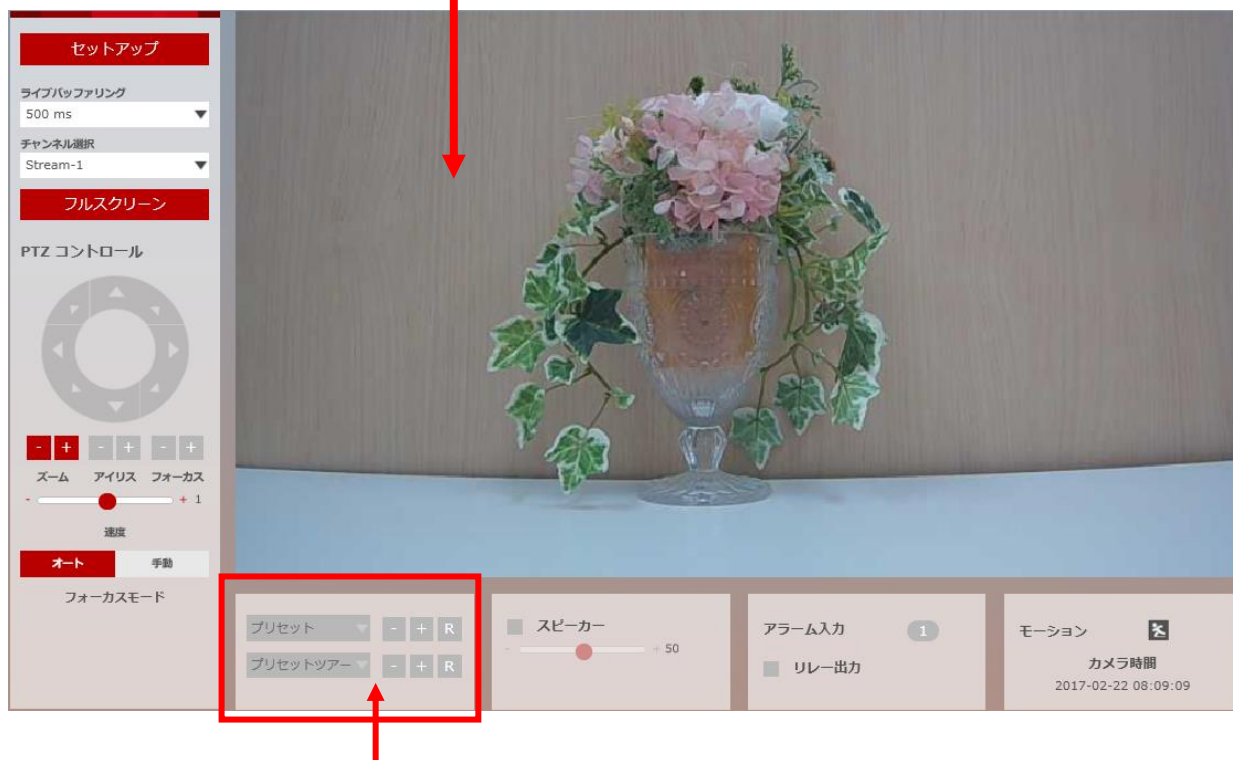 セットアップ
ライブバッファリング
500 ms
チャンネル選択
Stream-1
フルスクリーン
PTZ コントロール
- + - + - +
ズーム アイリス フォーカス
- + 1
速度
オート 手動
フォーカスモード
プリセット - + R
プリセットツアー - + R
スピーカー
- + 50
アラーム入力 1
リレー出力
モーション
カメラ時間
2017-02-22 08:09:09